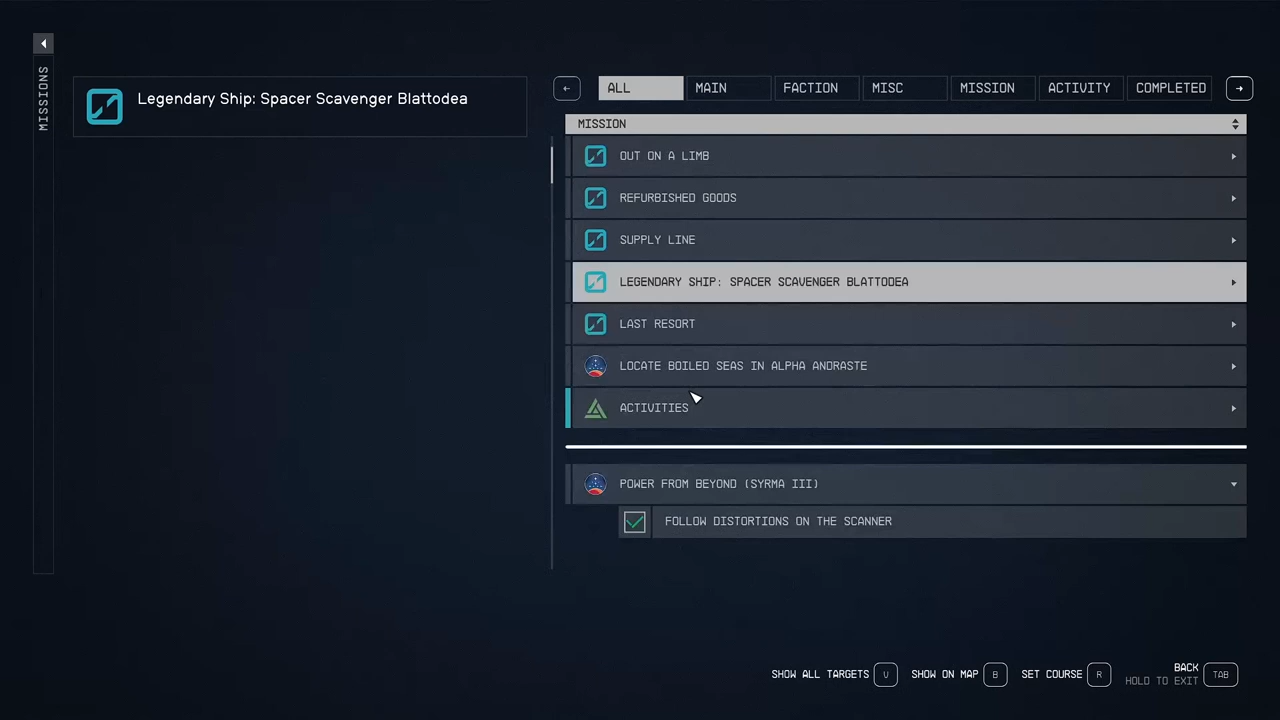 MISSIONS
Legendary Ship: Spacer Scavenger Blattodea
ALL MAIN FACTION MISC MISSION ACTIVITY COMPLETED
MISSION
OUT ON A LIMB
REFURBISHED GOODS
SUPPLY LINE
LEGENDARY SHIP: SPACER SCAVENGER BLATTODEA
LAST RESORT
LOCATE BOILED SEAS IN ALPHA ANDRASTE
ACTIVITIES
POWER FROM BEYOND (SYRMA III)
FOLLOW DISTORTIONS ON THE SCANNER
SHOW ALL TARGETS V SHOW ON MAP B SET COURSE R BACK TAB
HOLD TO EXIT